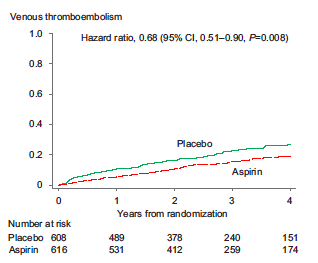 Venous thromboembolism
1.0
Hazard ratio, 0.68 (95% CI, 0.51–0.90, P=0.008)
0.8
0.6
0.4
Placebo
0.2
Aspirin
0
0 1 2 3 4
Years from randomization
Number at risk
Placebo 608 489 378 240 151
Aspirin 616 531 412 259 174